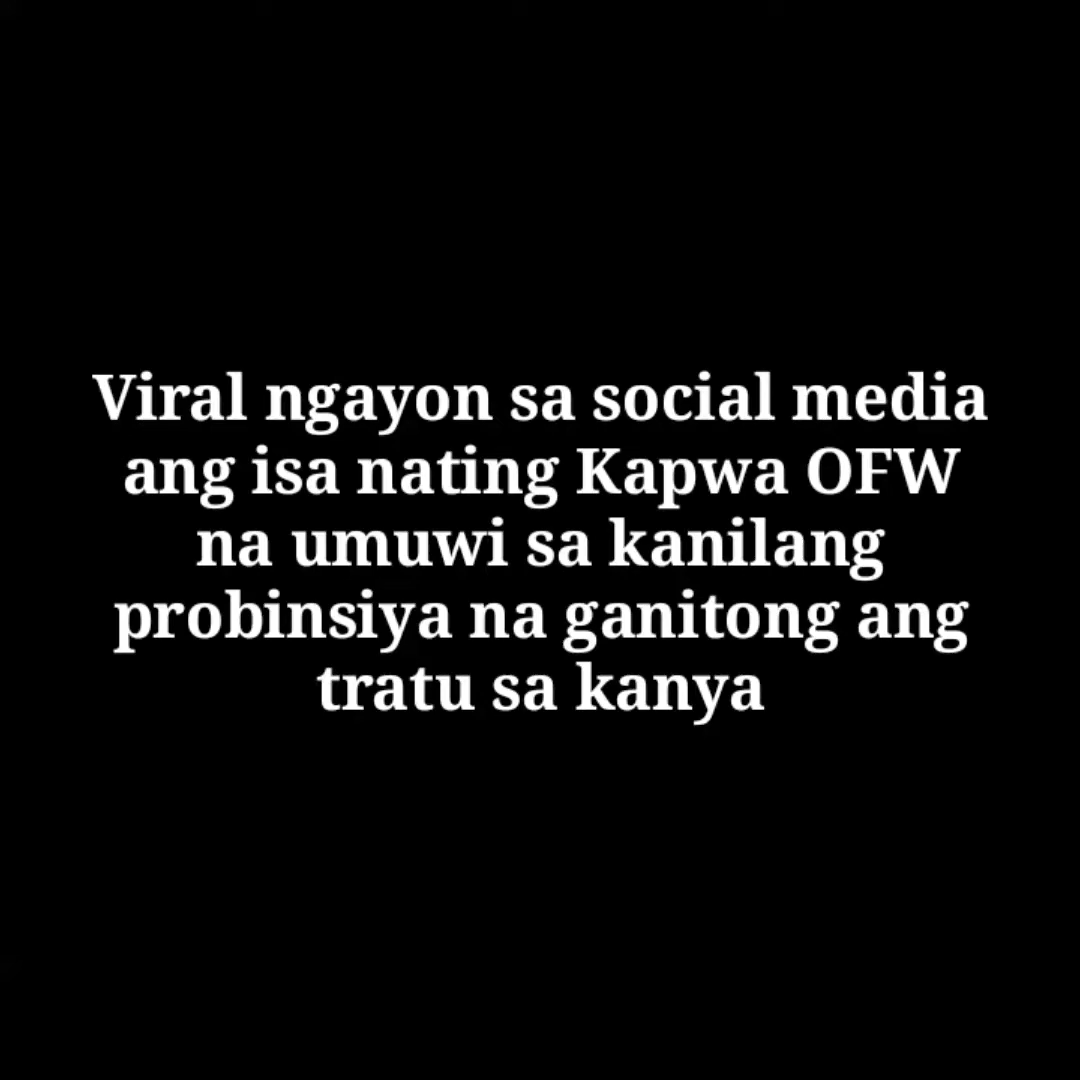 Viral ngayon sa social media
ang isa nating Kapwa OFW
na umuwi sa kanilang
probinsiya na ganitong ang
tratu sa kanya